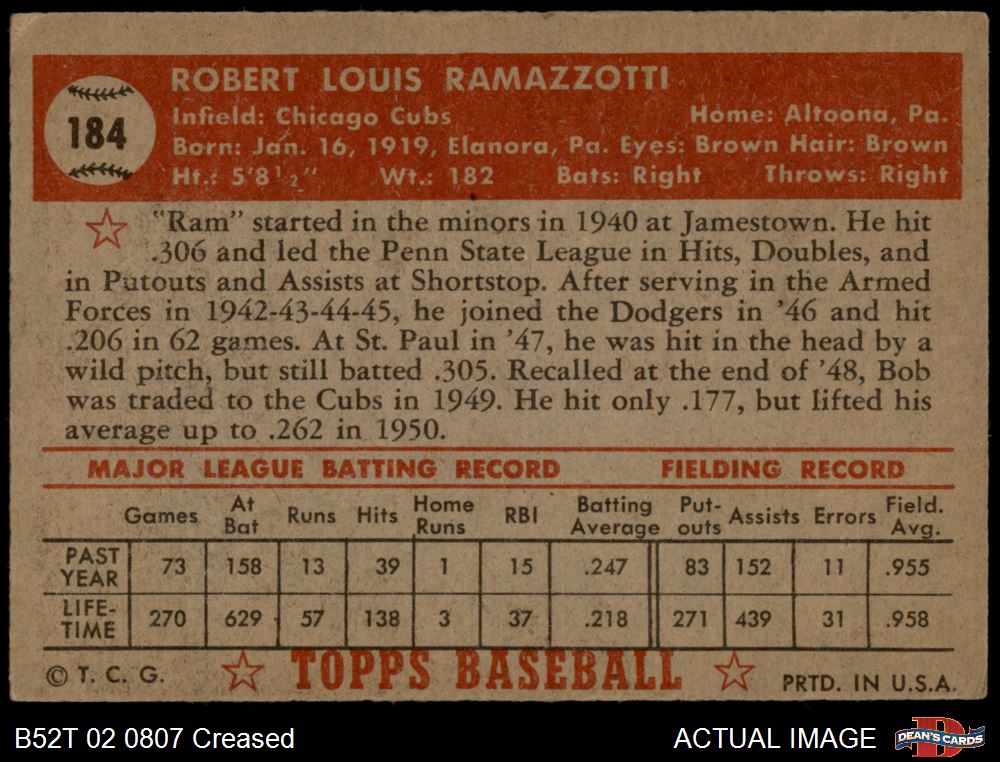 184
ROBERT LOUIS RAMAZZOTTI
Infield: Chicago Cubs Home: Altoona, Pa.
Born: Jan. 16, 1919, Elanora, Pa. Eyes: Brown Hair: Brown
Ht.: 5'8½" Wt.: 182 Bats: Right Throws: Right
"Ram" started in the minors in 1940 at Jamestown. He hit
.306 and led the Penn State League in Hits, Doubles, and
in Putouts and Assists at Shortstop. After serving in the Armed
Forces in 1942-43-44-45, he joined the Dodgers in '46 and hit
.206 in 62 games. At St. Paul in '47, he was hit in the head by a
wild pitch, but still batted .305. Recalled at the end of '48, Bob
was traded to the Cubs in 1949. He hit only .177, but lifted his
average up to .262 in 1950.
MAJOR LEAGUE BATTING RECORD FIELDING RECORD
Games At Bat Runs Hits Home Runs RBI Batting Average Put-outs Assists Errors Field. Avg.
PAST YEAR 73 158 13 39 1 15 .247 83 152 11 .955
LIFE-TIME 270 629 57 138 3 37 .218 271 439 31 .958
© T. C. G. TOPPS BASEBALL PRTD. IN U.S.A.
B52T 02 0807 Creased ACTUAL IMAGE DEAN'S CARDS